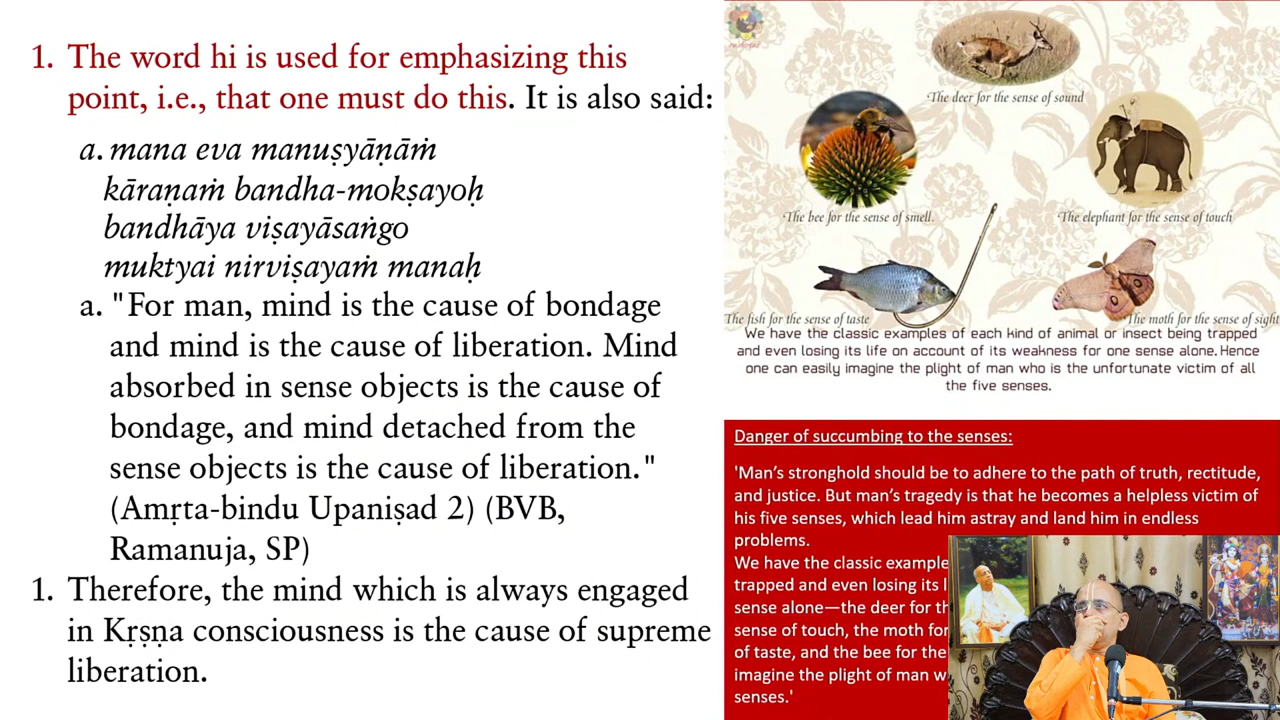 1. The word hi is used for emphasizing this
point, i.e., that one must do this. It is also said:
a. mana eva manuṣyāṇāṁ
kāraṇaṁ bandha-mokṣayoḥ
bandhāya viṣayāsaṅgo
muktyai nirviṣayaṁ manaḥ
a. "For man, mind is the cause of bondage
and mind is the cause of liberation. Mind
absorbed in sense objects is the cause of
bondage, and mind detached from the
sense objects is the cause of liberation."
(Amṛta-bindu Upaniṣad 2) (BVB,
Ramanuja, SP)
1. Therefore, the mind which is always engaged
in Kṛṣṇa consciousness is the cause of supreme
liberation.
The deer for the sense of sound
The bee for the sense of smell.
The elephant for the sense of touch
The fish for the sense of taste
The moth for the sense of sight
We have the classic examples of each kind of animal or insect being trapped
and even losing its life on account of its weakness for one sense alone. Hence
one can easily imagine the plight of man who is the unfortunate victim of all
the five senses.
Danger of succumbing to the senses:
'Man's stronghold should be to adhere to the path of truth, rectitude,
and justice. But man's tragedy is that he becomes a helpless victim of
his five senses, which lead him astray and land him in endless
problems.
We have the classic example
trapped and even losing its l
sense alone—the deer for th
sense of touch, the moth for
of taste, and the bee for the
imagine the plight of man w
senses.'